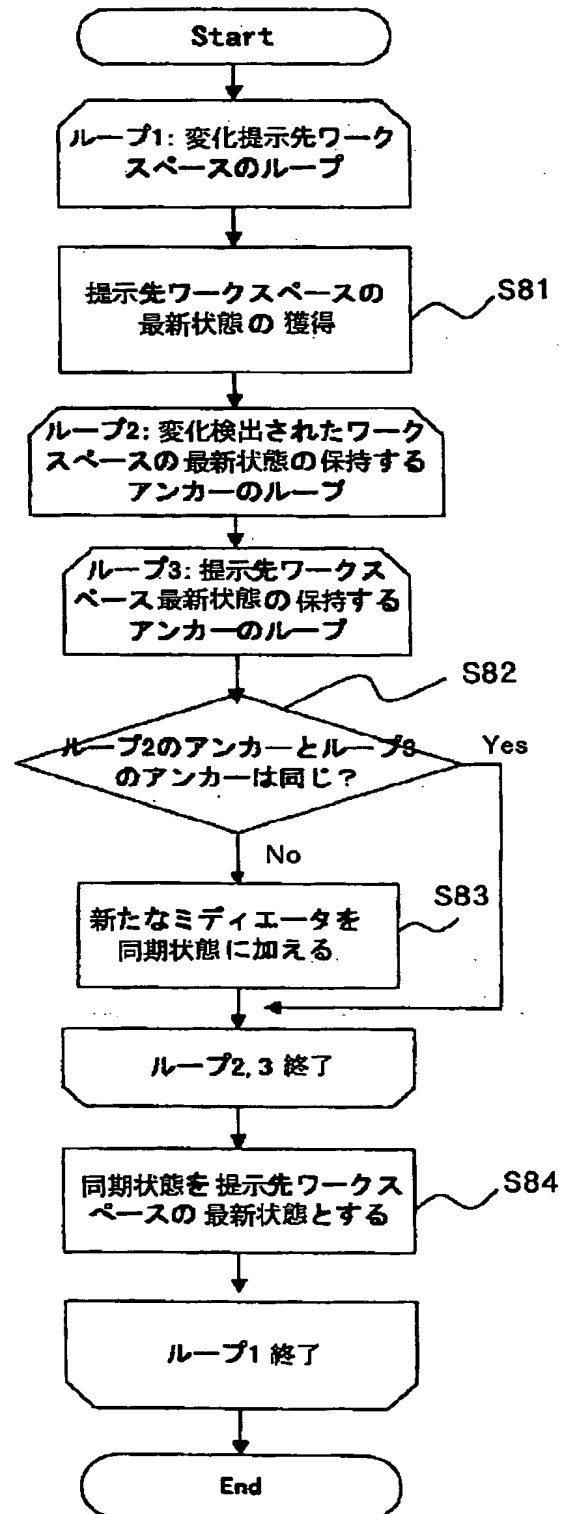 Start
ループ1: 変化提示先ワーク
スペースのループ
提示先ワークスペースの
最新状態の 獲得
S81
ループ2: 変化検出されたワーク
スペースの 最新状態の 保持する
アンカーのループ
ループ3: 提示先ワークス
ペース最新状態の 保持する
アンカーのループ
S82
ループ2のアンカーとループ3
のアンカーは同じ？
Yes
No
S83
新たなミディエータを
同期状態に加える
ループ2, 3 終了
同期状態を 提示先ワークス
ペースの 最新状態とする
S84
ループ1 終了
End